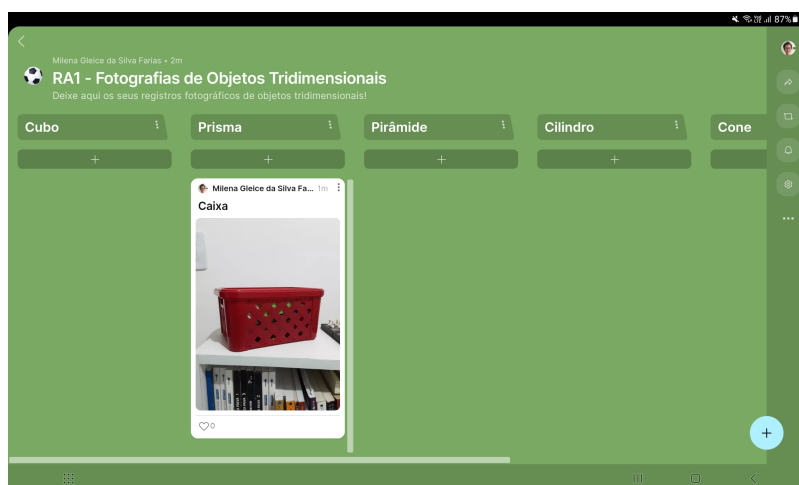 87%
Milena Gleice da Silva Farias • 2m
RA1 - Fotografias de Objetos Tridimensionais
Deixe aqui os seus registros fotográficos de objetos tridimensionais!
Cubo
Prisma
Pirâmide
Cilindro
Cone
Milena Gleice da Silva Fa... 1m
Caixa
0